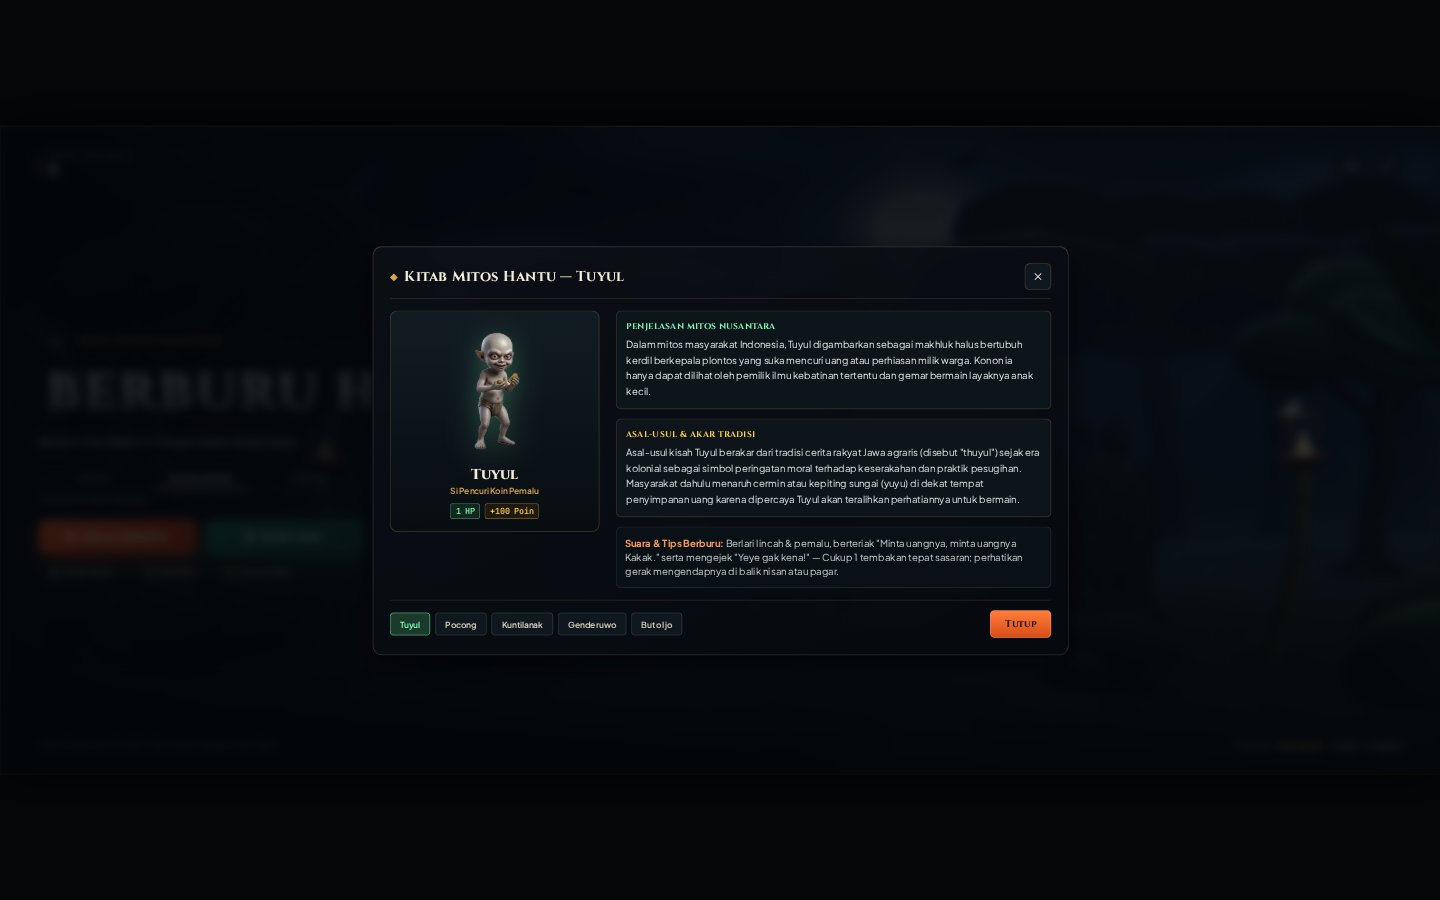 ◆ KITAB MITOS HANTU — TUYUL
×
TUYUL
Si Pencuri Koin Pemalu
1 HP
+100 Poin
PENJELASAN MITOS NUSANTARA
Dalam mitos masyarakat Indonesia, Tuyul digambarkan sebagai makhluk halus bertubuh
kerdil berkepala plontos yang suka mencuri uang atau perhiasan milik warga. Konon ia
hanya dapat dilihat oleh pemilik ilmu kebatinan tertentu dan gemar bermain layaknya anak
kecil.
ASAL-USUL & AKAR TRADISI
Asal-usul kisah Tuyul berakar dari tradisi cerita rakyat Jawa agraris (disebut "thuyul") sejak era
kolonial sebagai simbol peringatan moral terhadap keserakahan dan praktik pesugihan.
Masyarakat dahulu menaruh cermin atau kepiting sungai (yuyu) di dekat tempat
penyimpanan uang karena dipercaya Tuyul akan teralihkan perhatiannya untuk bermain.
Suara & Tips Berburu: Berlari lincah & pemalu, berteriak "Minta uangnya, minta uangnya
Kakak.." serta mengejek "Yeye gak kena!" — Cukup 1 tembakan tepat sasaran; perhatikan
gerak mengendapnya di balik nisan atau pagar.
Tuyul
Pocong
Kuntilanak
Genderuwo
Buto Ijo
TUTUP
BERBURU H